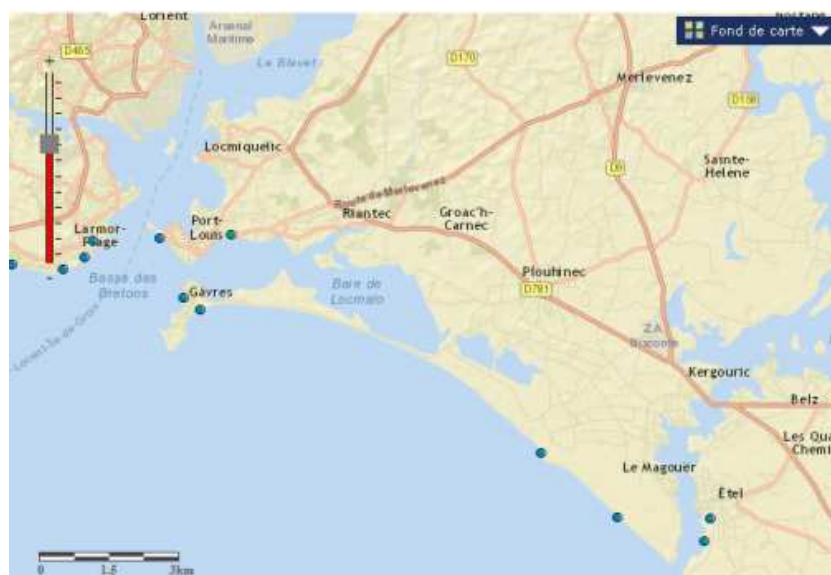 Lorient
Arsenal
Maritime
Fond de carte
D465
+
Le Blavet
D170
Merlevenez
D158
Locmiquelic
Sainte-
Helene
D9
Route de Merlevenez
Port-
Louis
Riantec
Groac'h-
Carnec
Larmor-
Plage
Plouhinec
Basse des
Bretons
Gâvres
Baie de
Locmalo
D781
Z.A.
Bisconte
Kergouric
Belz
Les Qua
Chemi
Le Magouër
Étel
0 1.5 3km